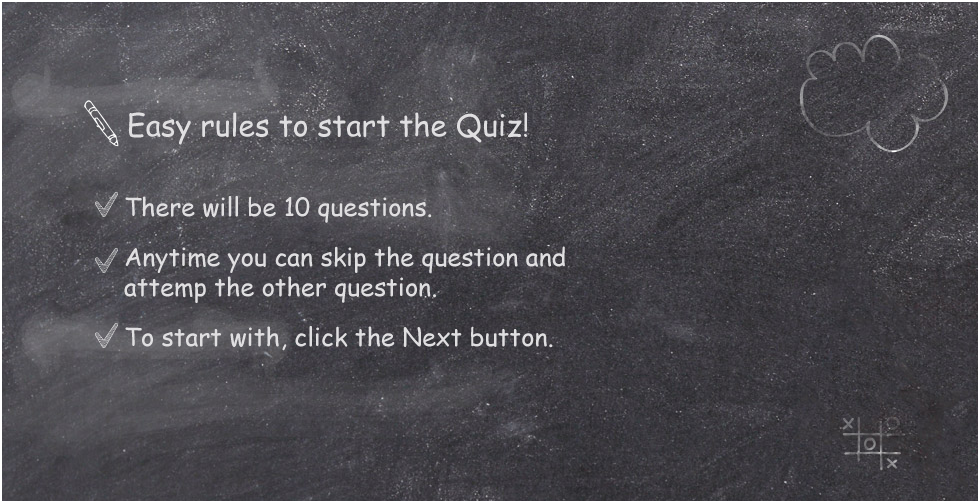 Easy rules to start the Quiz!
There will be 10 questions.
Anytime you can skip the question and
attemp the other question.
To start with, click the Next button.